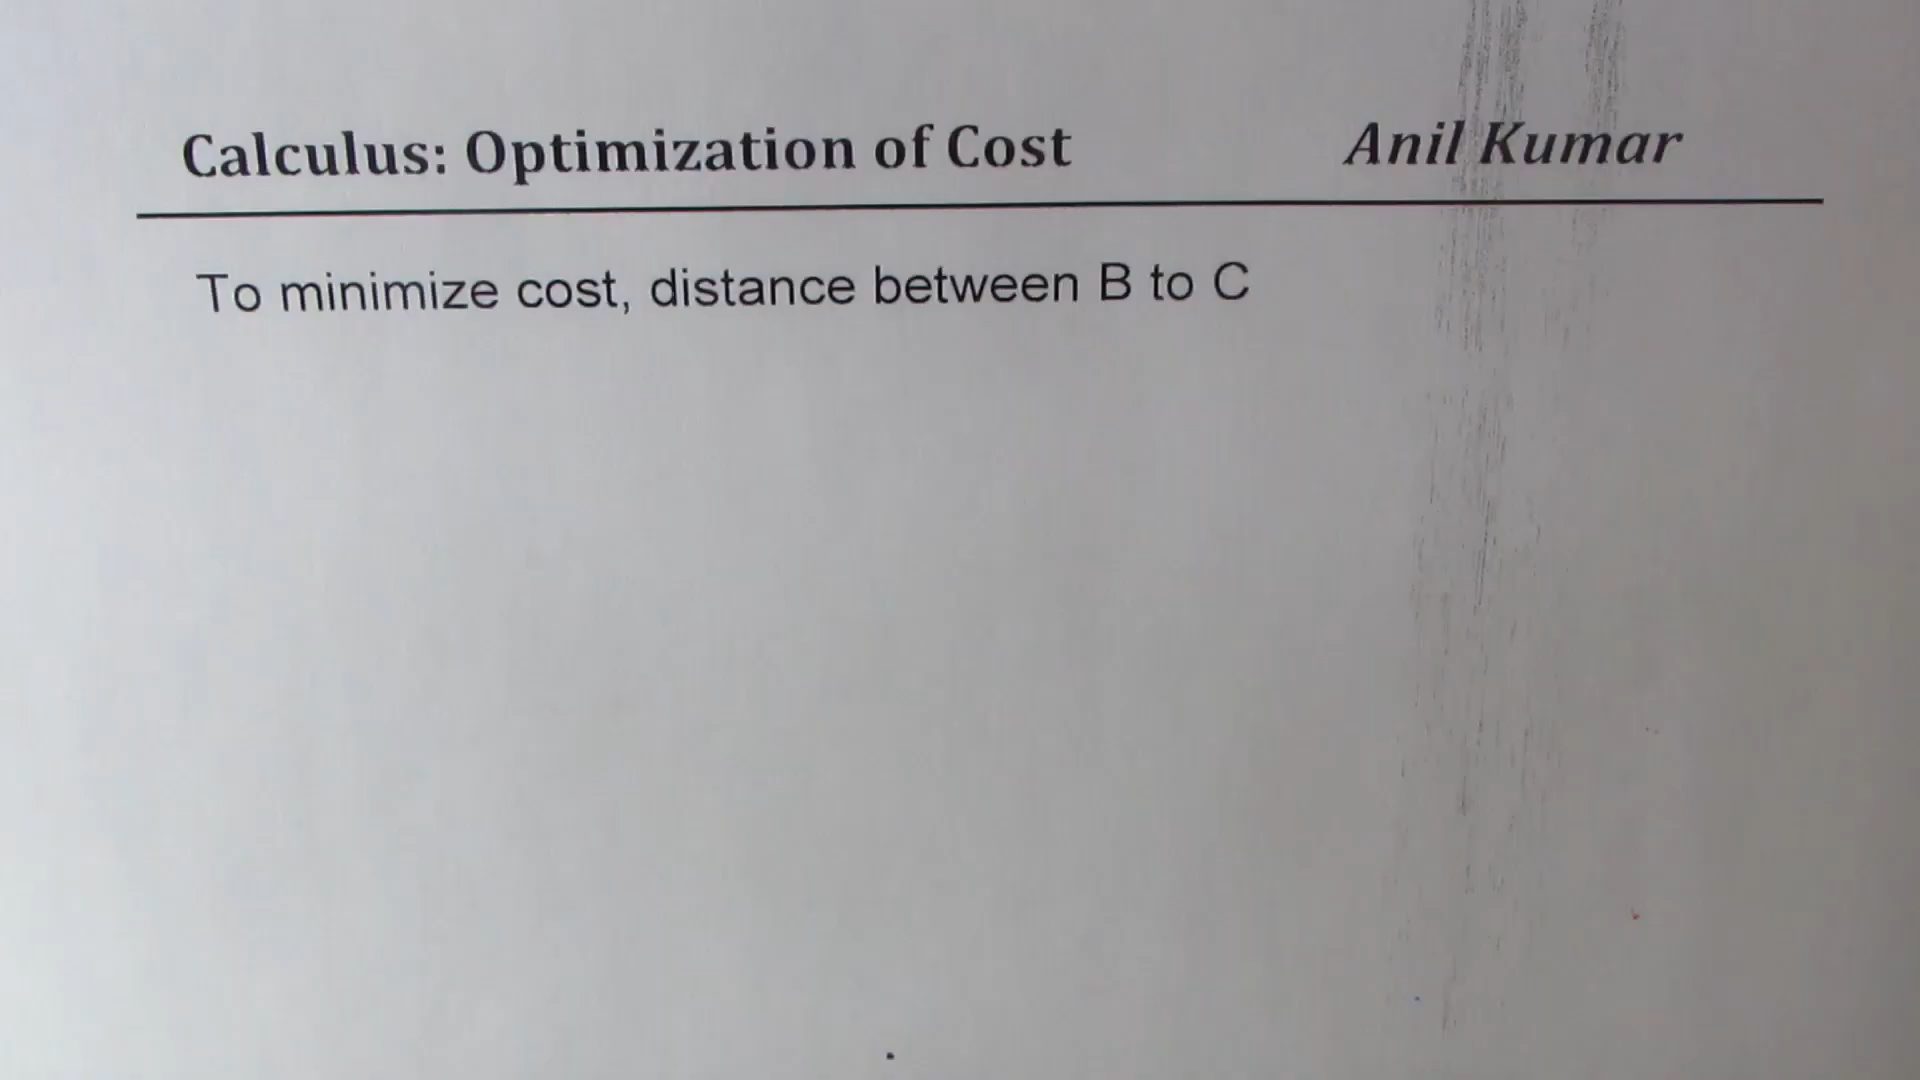 Calculus: Optimization of Cost Anil Kumar
To minimize cost, distance between B to C